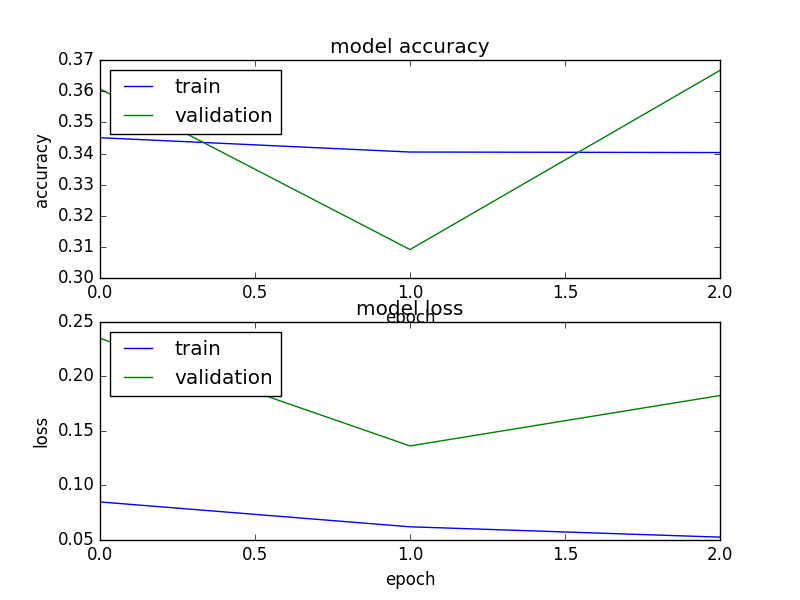 model accuracy
0.37
0.36
0.35
0.34
0.33
0.32
0.31
0.30
accuracy
train
validation
0.0 0.5 1.0 1.5 2.0
epoch
model loss
0.25
0.20
0.15
0.10
0.05
loss
train
validation
0.0 0.5 1.0 1.5 2.0
epoch